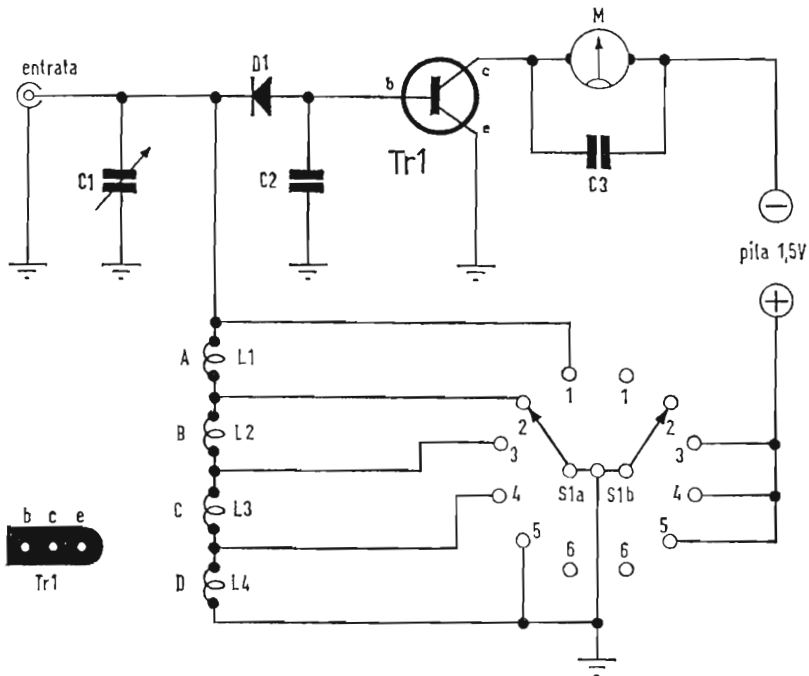 M
entrata
D1
b
c
e
Tr1
C1
C2
C3
−
pila 1,5V
+
A L1
1 1
2 2
B L2
3 3
S1a S1b
C L3
4 4
5 5
b c e
Tr1
D L4
6 6